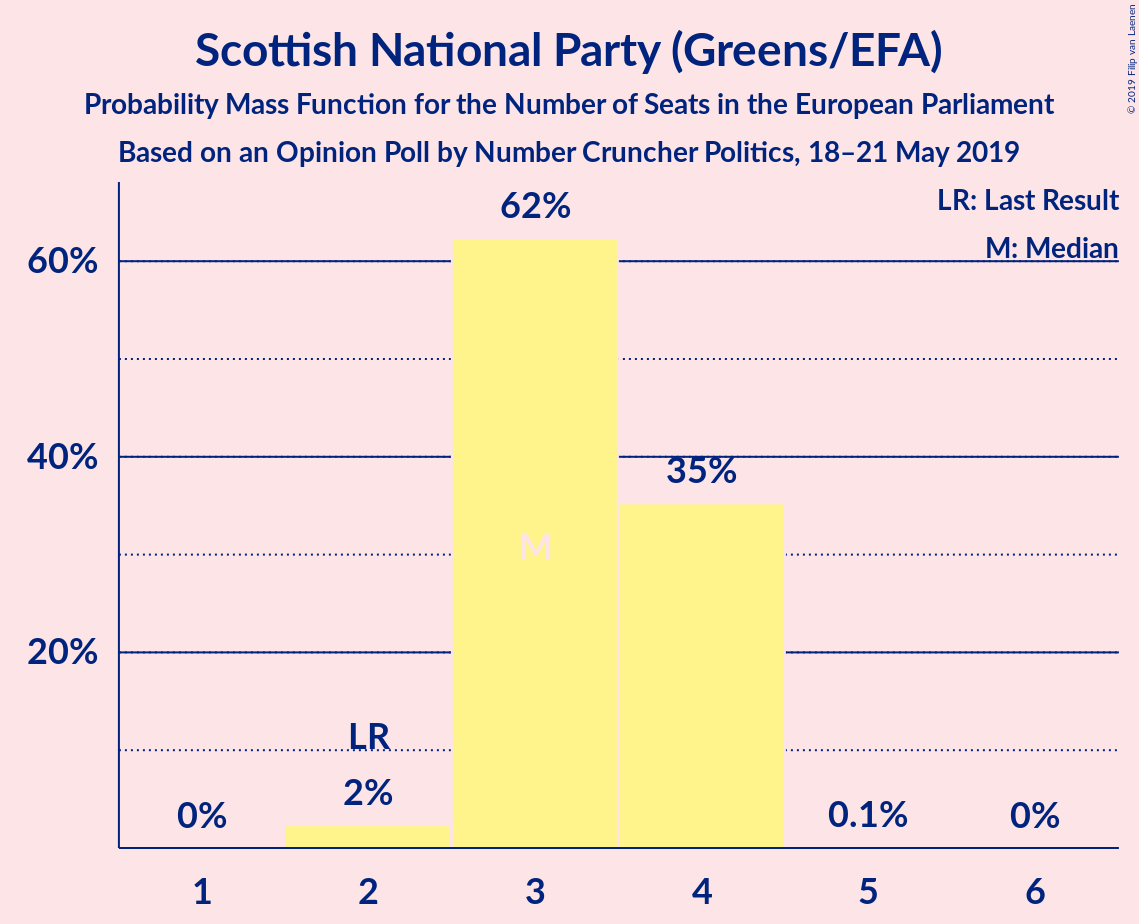 Scottish National Party (Greens/EFA)
Probability Mass Function for the Number of Seats in the European Parliament
Based on an Opinion Poll by Number Cruncher Politics, 18–21 May 2019
© 2019 Filip van Laenen
LR: Last Result
M: Median
62%
60%
40%
35%
M
20%
LR
2%
0%
0.1%
0%
1 2 3 4 5 6